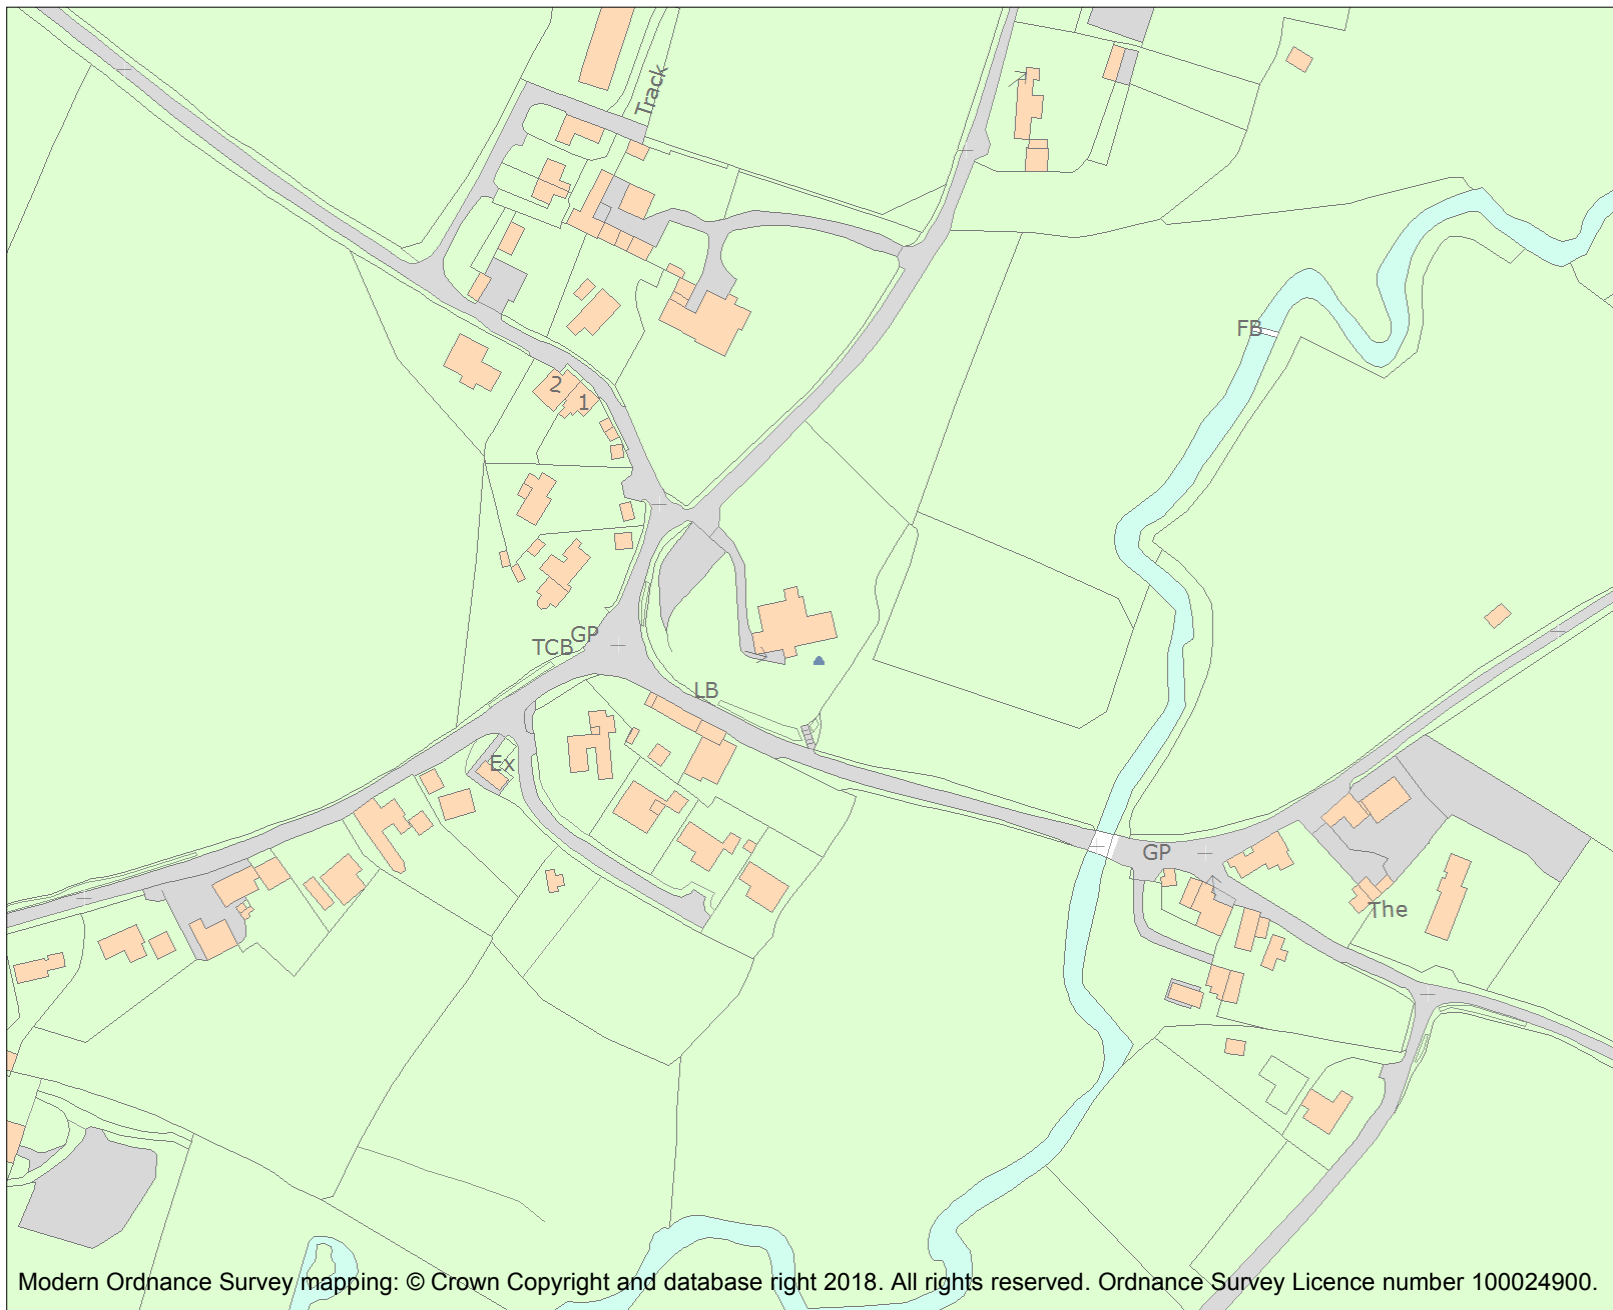 Track
FB
2
1
GP
TCB
LB
Ex
GP
The
Modern Ordnance Survey mapping: © Crown Copyright and database right 2018. All rights reserved. Ordnance Survey Licence number 100024900.